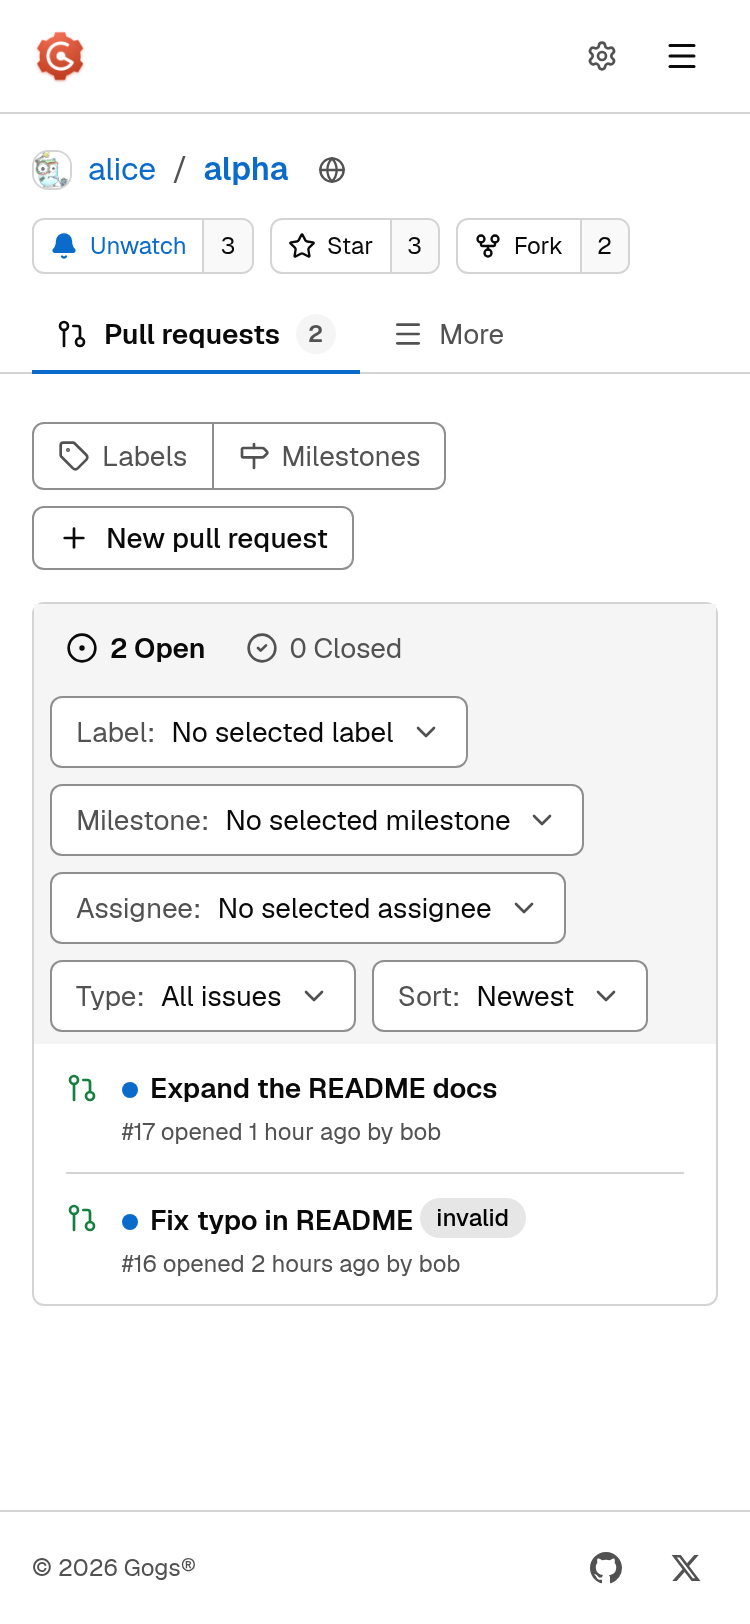 alice / alpha
Unwatch 3 Star 3 Fork 2
Pull requests 2 More
Labels Milestones
New pull request
2 Open 0 Closed
Label: No selected label
Milestone: No selected milestone
Assignee: No selected assignee
Type: All issues Sort: Newest
Expand the README docs
#17 opened 1 hour ago by bob
Fix typo in README invalid
#16 opened 2 hours ago by bob
© 2026 Gogs®